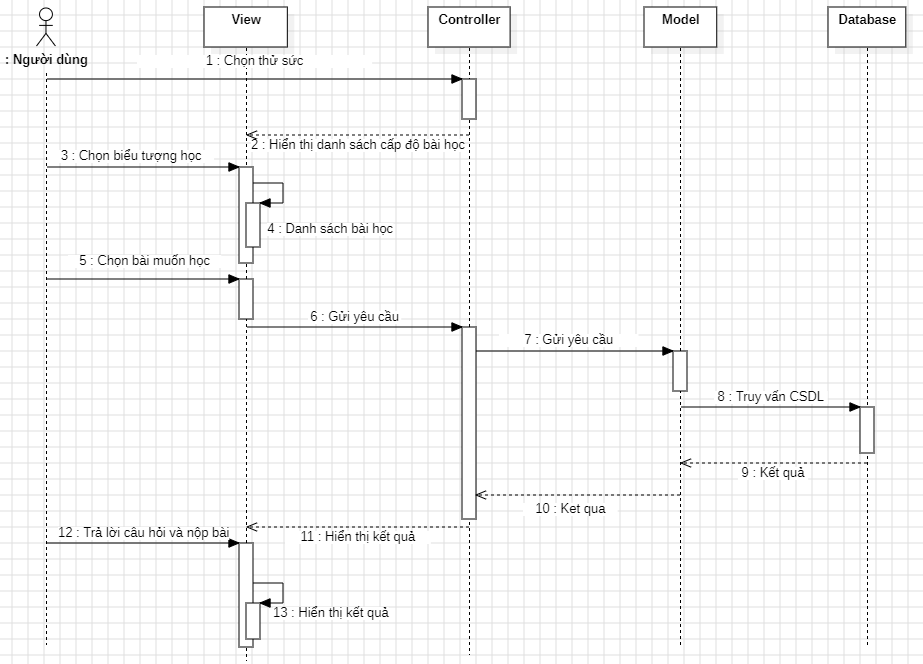 View
Controller
Model
Database
: Người dùng
1 : Chọn thử sức
2 : Hiển thị danh sách cấp độ bài học
3 : Chọn biểu tượng học
4 : Danh sách bài học
5 : Chọn bài muốn học
6 : Gửi yêu cầu
7 : Gửi yêu cầu
8 : Truy vấn CSDL
9 : Kết quả
10 : Ket qua
11 : Hiển thị kết quả
12 : Trả lời câu hỏi và nộp bài
13 : Hiển thị kết quả